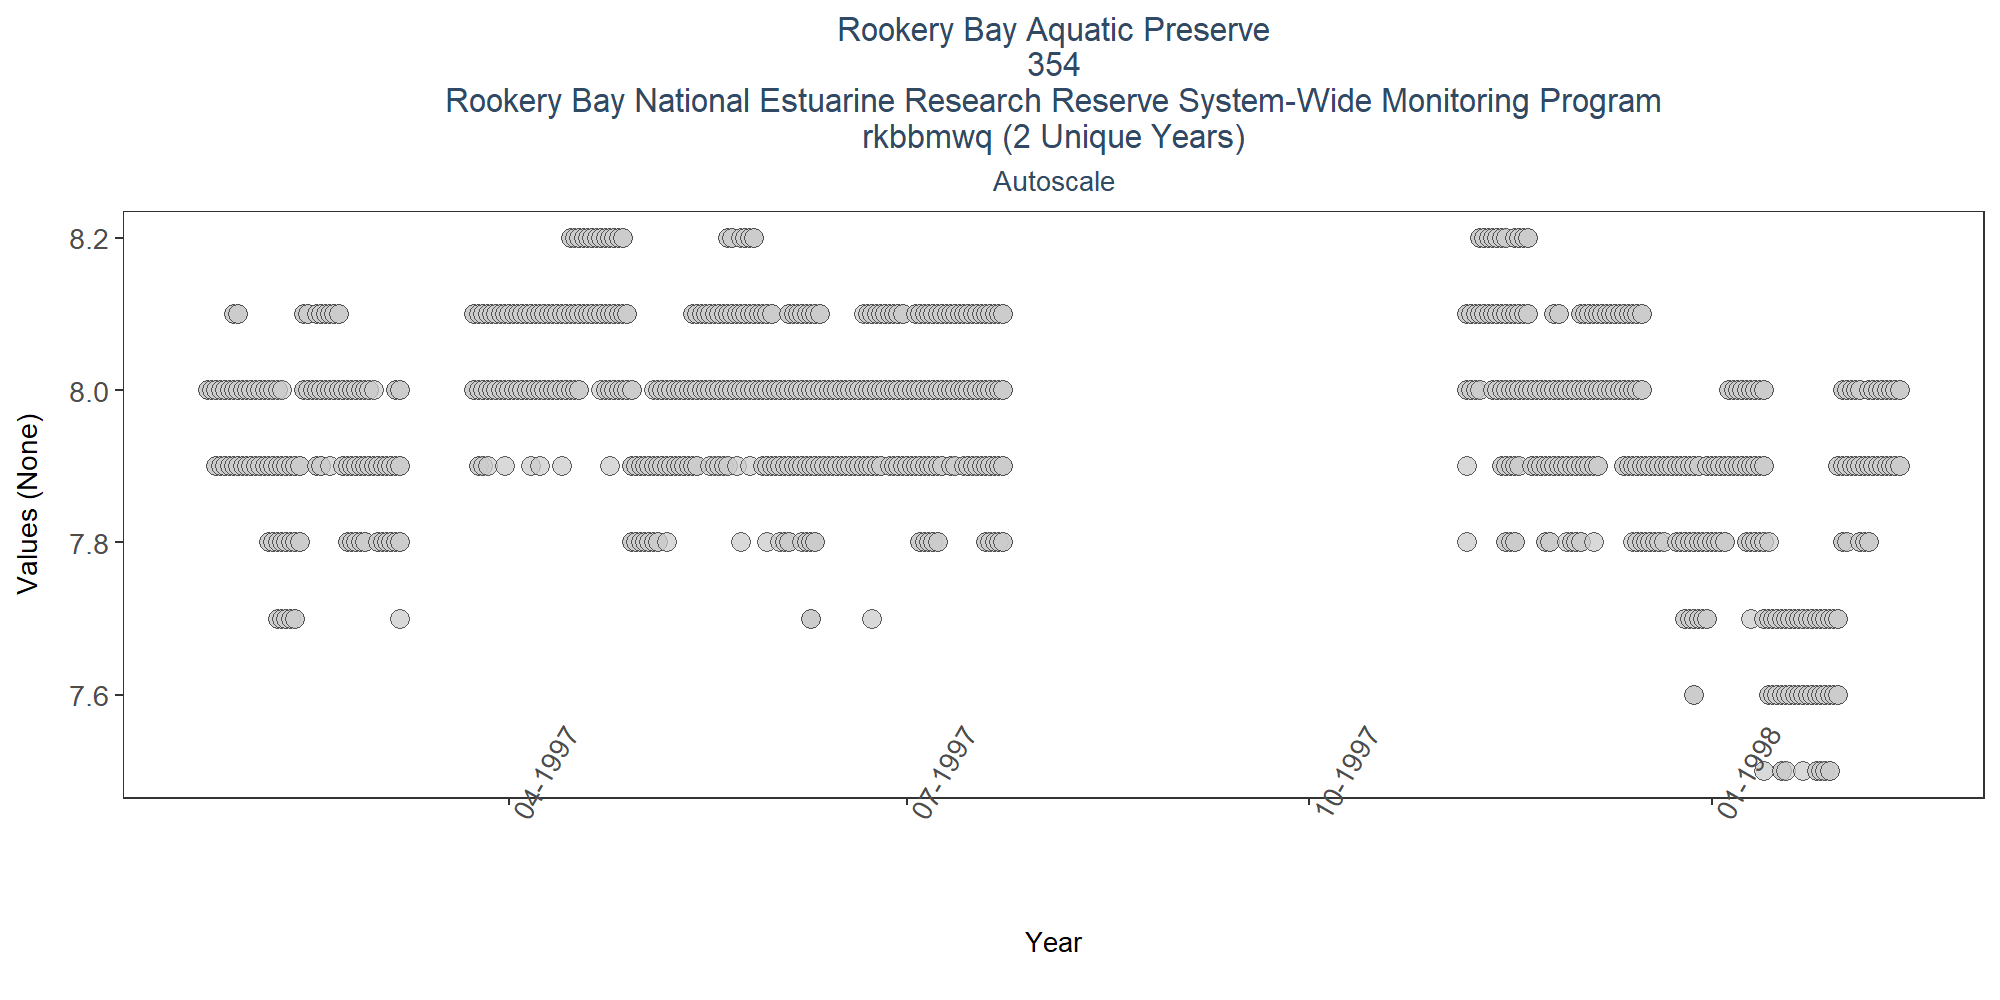 Rookery Bay Aquatic Preserve
354
Rookery Bay National Estuarine Research Reserve System-Wide Monitoring Program
rkbbmwq (2 Unique Years)
Autoscale
Values (None)
8.2
8.0
7.8
7.6
04-1997
07-1997
10-1997
01-1998
Year